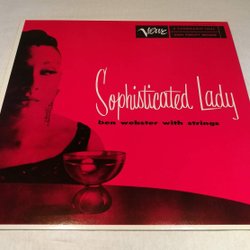 Verve
Sophisticated Lady
ben webster with strings